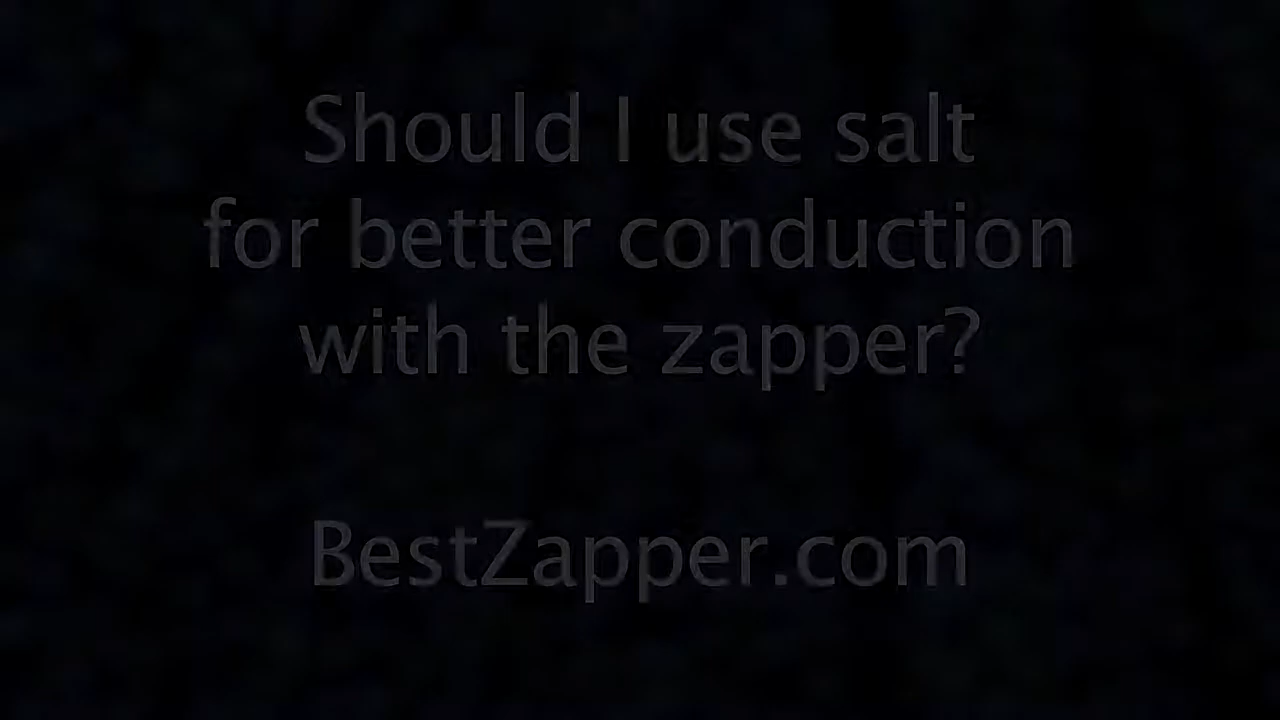 Should I use salt
for better conduction
with the zapper?
BestZapper.com